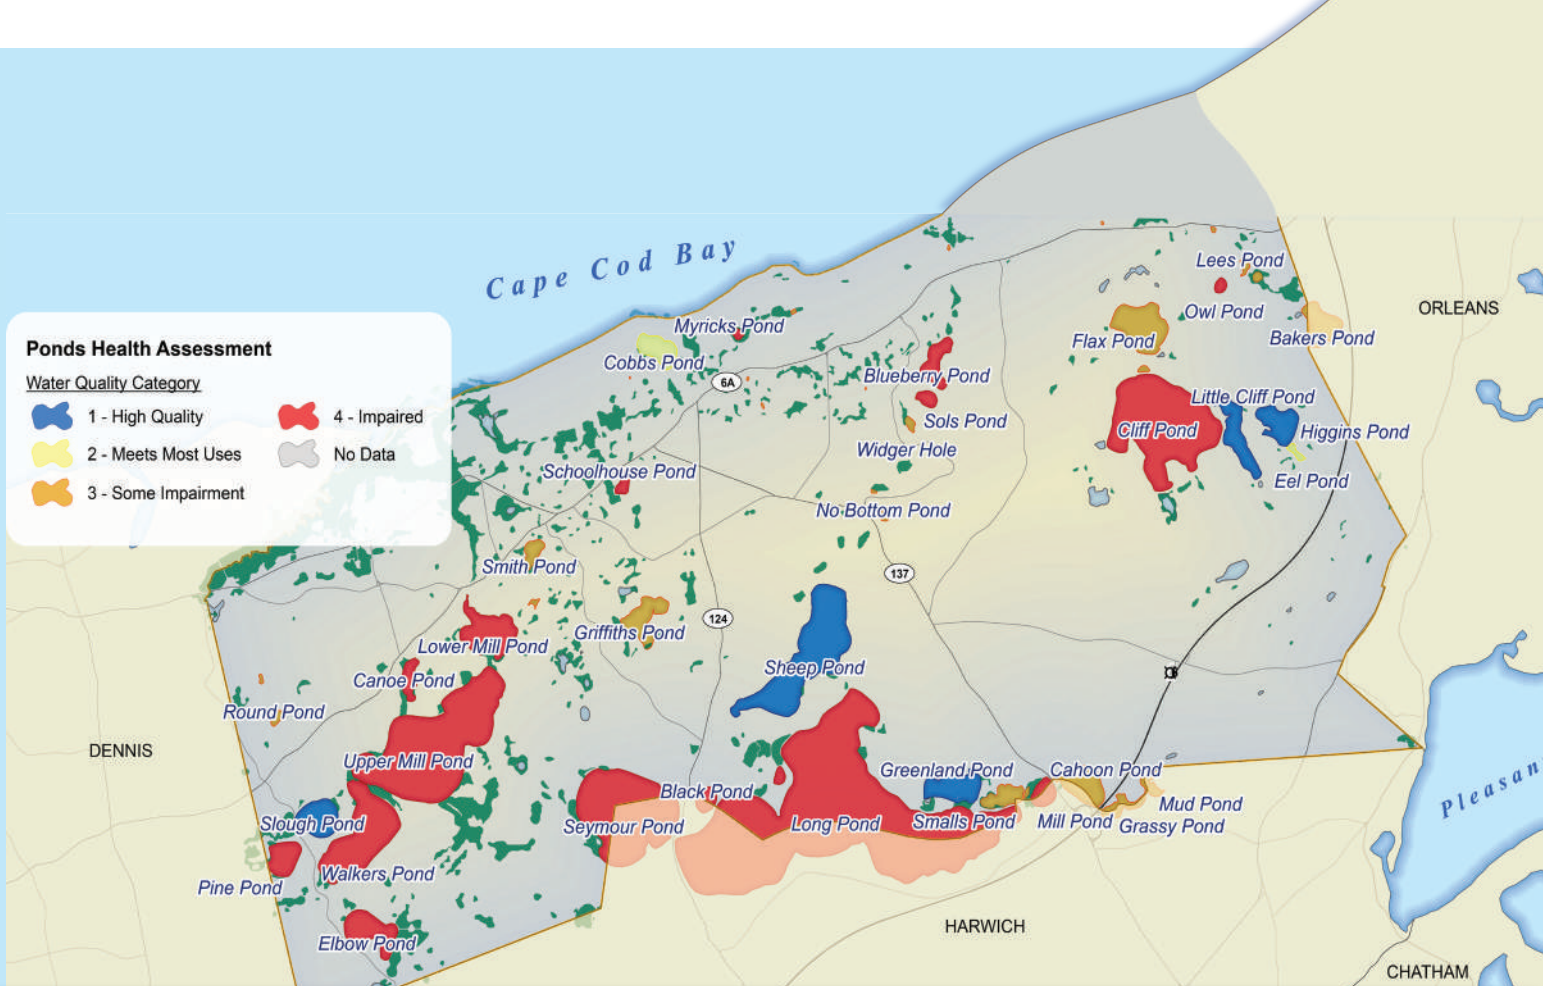 Cape Cod Bay
Lees Pond
Owl Pond
ORLEANS
Myricks Pond
Flax Pond
Bakers Pond
Ponds Health Assessment
Cobbs Pond
Water Quality Category
6A
Blueberry Pond
Little Cliff Pond
1 - High Quality
4 - Impaired
Sols Pond
Cliff Pond
Higgins Pond
2 - Meets Most Uses
No Data
Widger Hole
3 - Some Impairment
Schoolhouse Pond
Eel Pond
No Bottom Pond
Smith Pond
137
124
Griffiths Pond
Lower Mill Pond
Sheep Pond
Canoe Pond
Round Pond
DENNIS
Upper Mill Pond
Greenland Pond
Cahoon Pond
Black Pond
Pleasan
Mud Pond
Slough Pond
Seymour Pond
Long Pond
Smalls Pond
Mill Pond
Grassy Pond
Walkers Pond
Pine Pond
HARWICH
Elbow Pond
CHATHAM